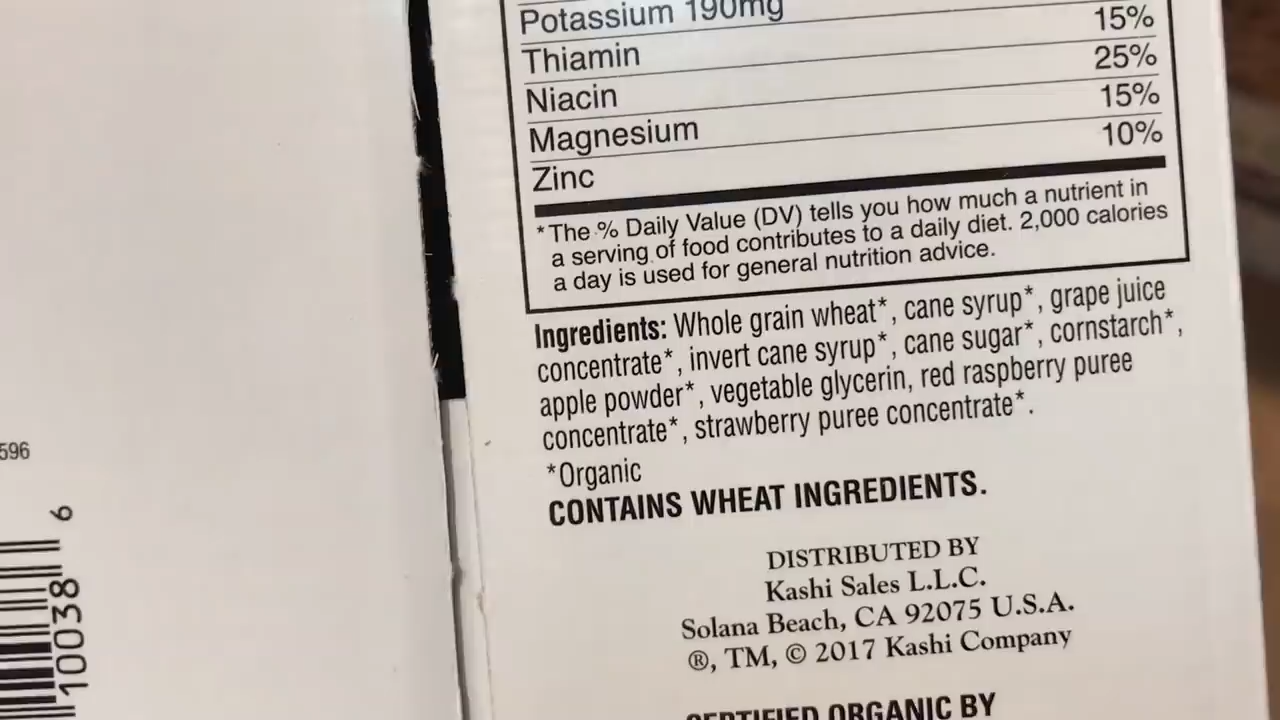 Potassium 190mg
Thiamin 15%
Niacin 25%
Magnesium 15%
Zinc 10%
* The % Daily Value (DV) tells you how much a nutrient in
a serving of food contributes to a daily diet. 2,000 calories
a day is used for general nutrition advice.
Ingredients: Whole grain wheat*, cane syrup*, grape juice
concentrate*, invert cane syrup*, cane sugar*, cornstarch*,
apple powder*, vegetable glycerin, red raspberry puree
concentrate*, strawberry puree concentrate*.
*Organic
CONTAINS WHEAT INGREDIENTS.
DISTRIBUTED BY
Kashi Sales L.L.C.
Solana Beach, CA 92075 U.S.A.
®, TM, © 2017 Kashi Company
CERTIFIED ORGANIC BY
596
10038 6